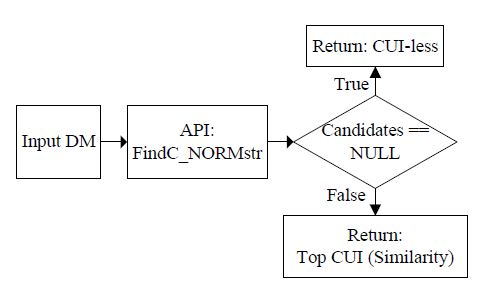 Return: CUI-less
True
Input DM
API:
FindC_NORMstr
Candidates ==
NULL
False
Return:
Top CUI (Similarity)